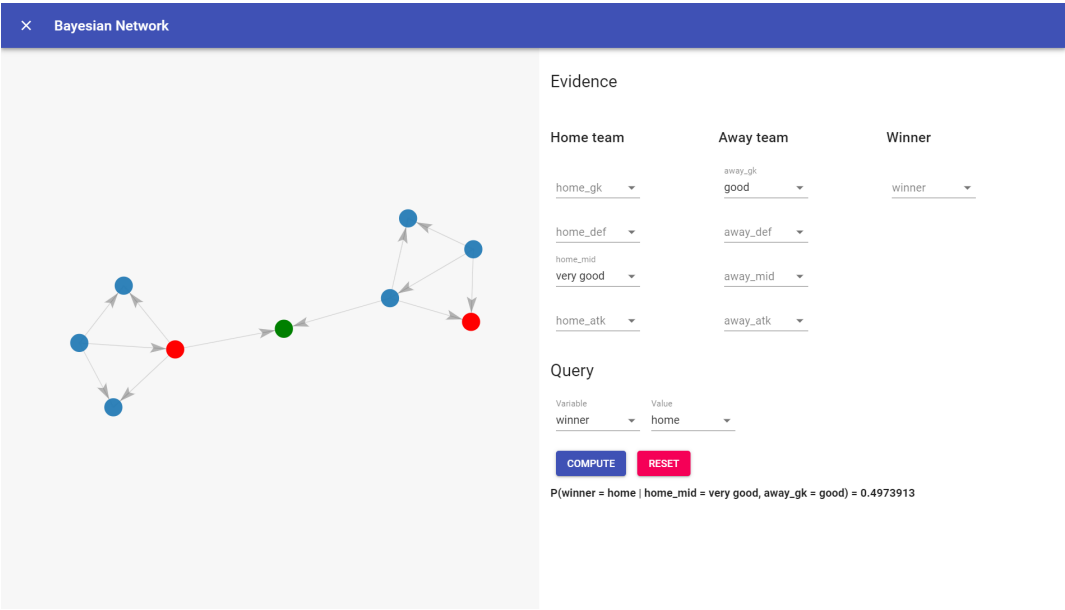 × Bayesian Network
Evidence
Home team Away team Winner
away_gk
home_gk good winner
home_def away_def
home_mid
very good away_mid
home_atk away_atk
Query
Variable Value
winner home
COMPUTE RESET
P(winner = home | home_mid = very good, away_gk = good) = 0.4973913